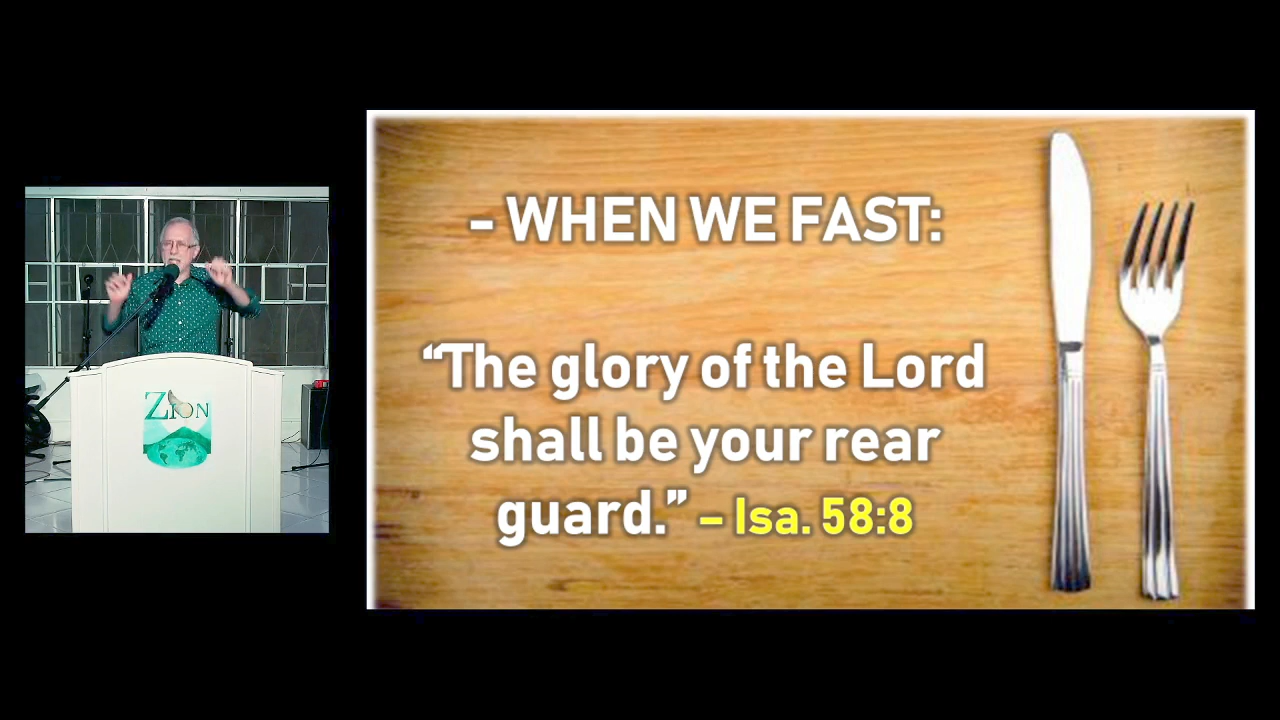 – WHEN WE FAST:
“The glory of the Lord
shall be your rear
guard.” – Isa. 58:8
ZION